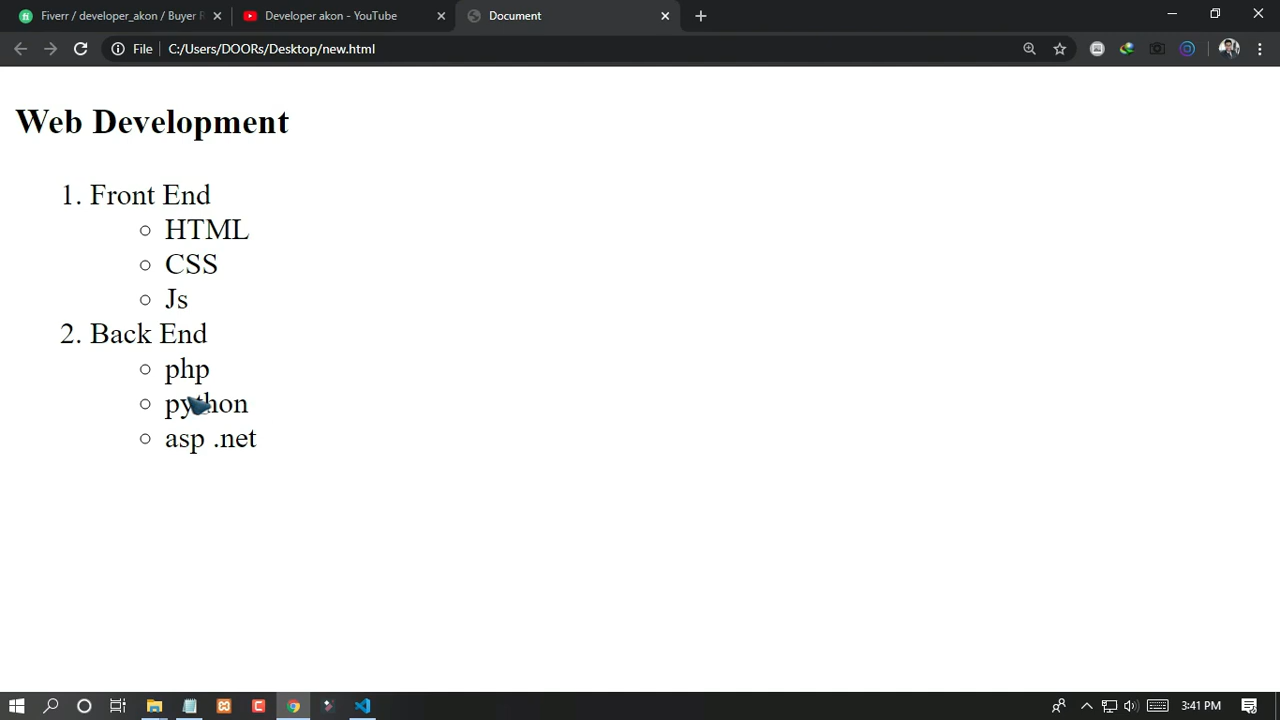 Fiverr / developer_akon / Buyer R
Developer akon - YouTube
Document
File
C:/Users/DOORs/Desktop/new.html
Web Development
1. Front End
HTML
CSS
Js
2. Back End
php
python
asp .net
3:41 PM